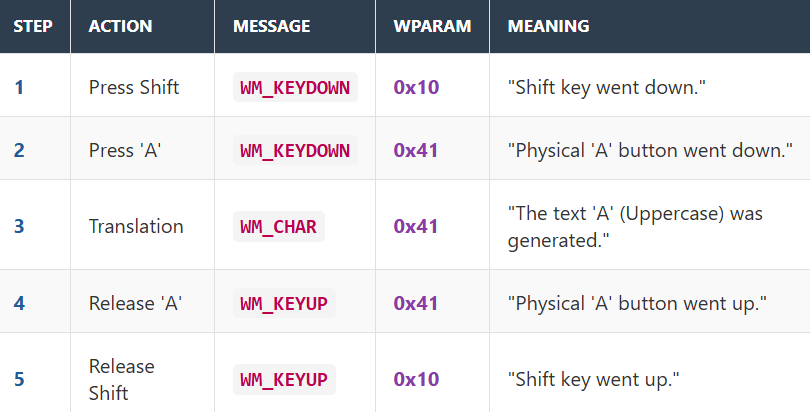 STEP ACTION MESSAGE WPARAM MEANING
1 Press Shift WM_KEYDOWN 0x10 "Shift key went down."
2 Press 'A' WM_KEYDOWN 0x41 "Physical 'A' button went down."
3 Translation WM_CHAR 0x41 "The text 'A' (Uppercase) was
generated."
4 Release 'A' WM_KEYUP 0x41 "Physical 'A' button went up."
5 Release
Shift WM_KEYUP 0x10 "Shift key went up."